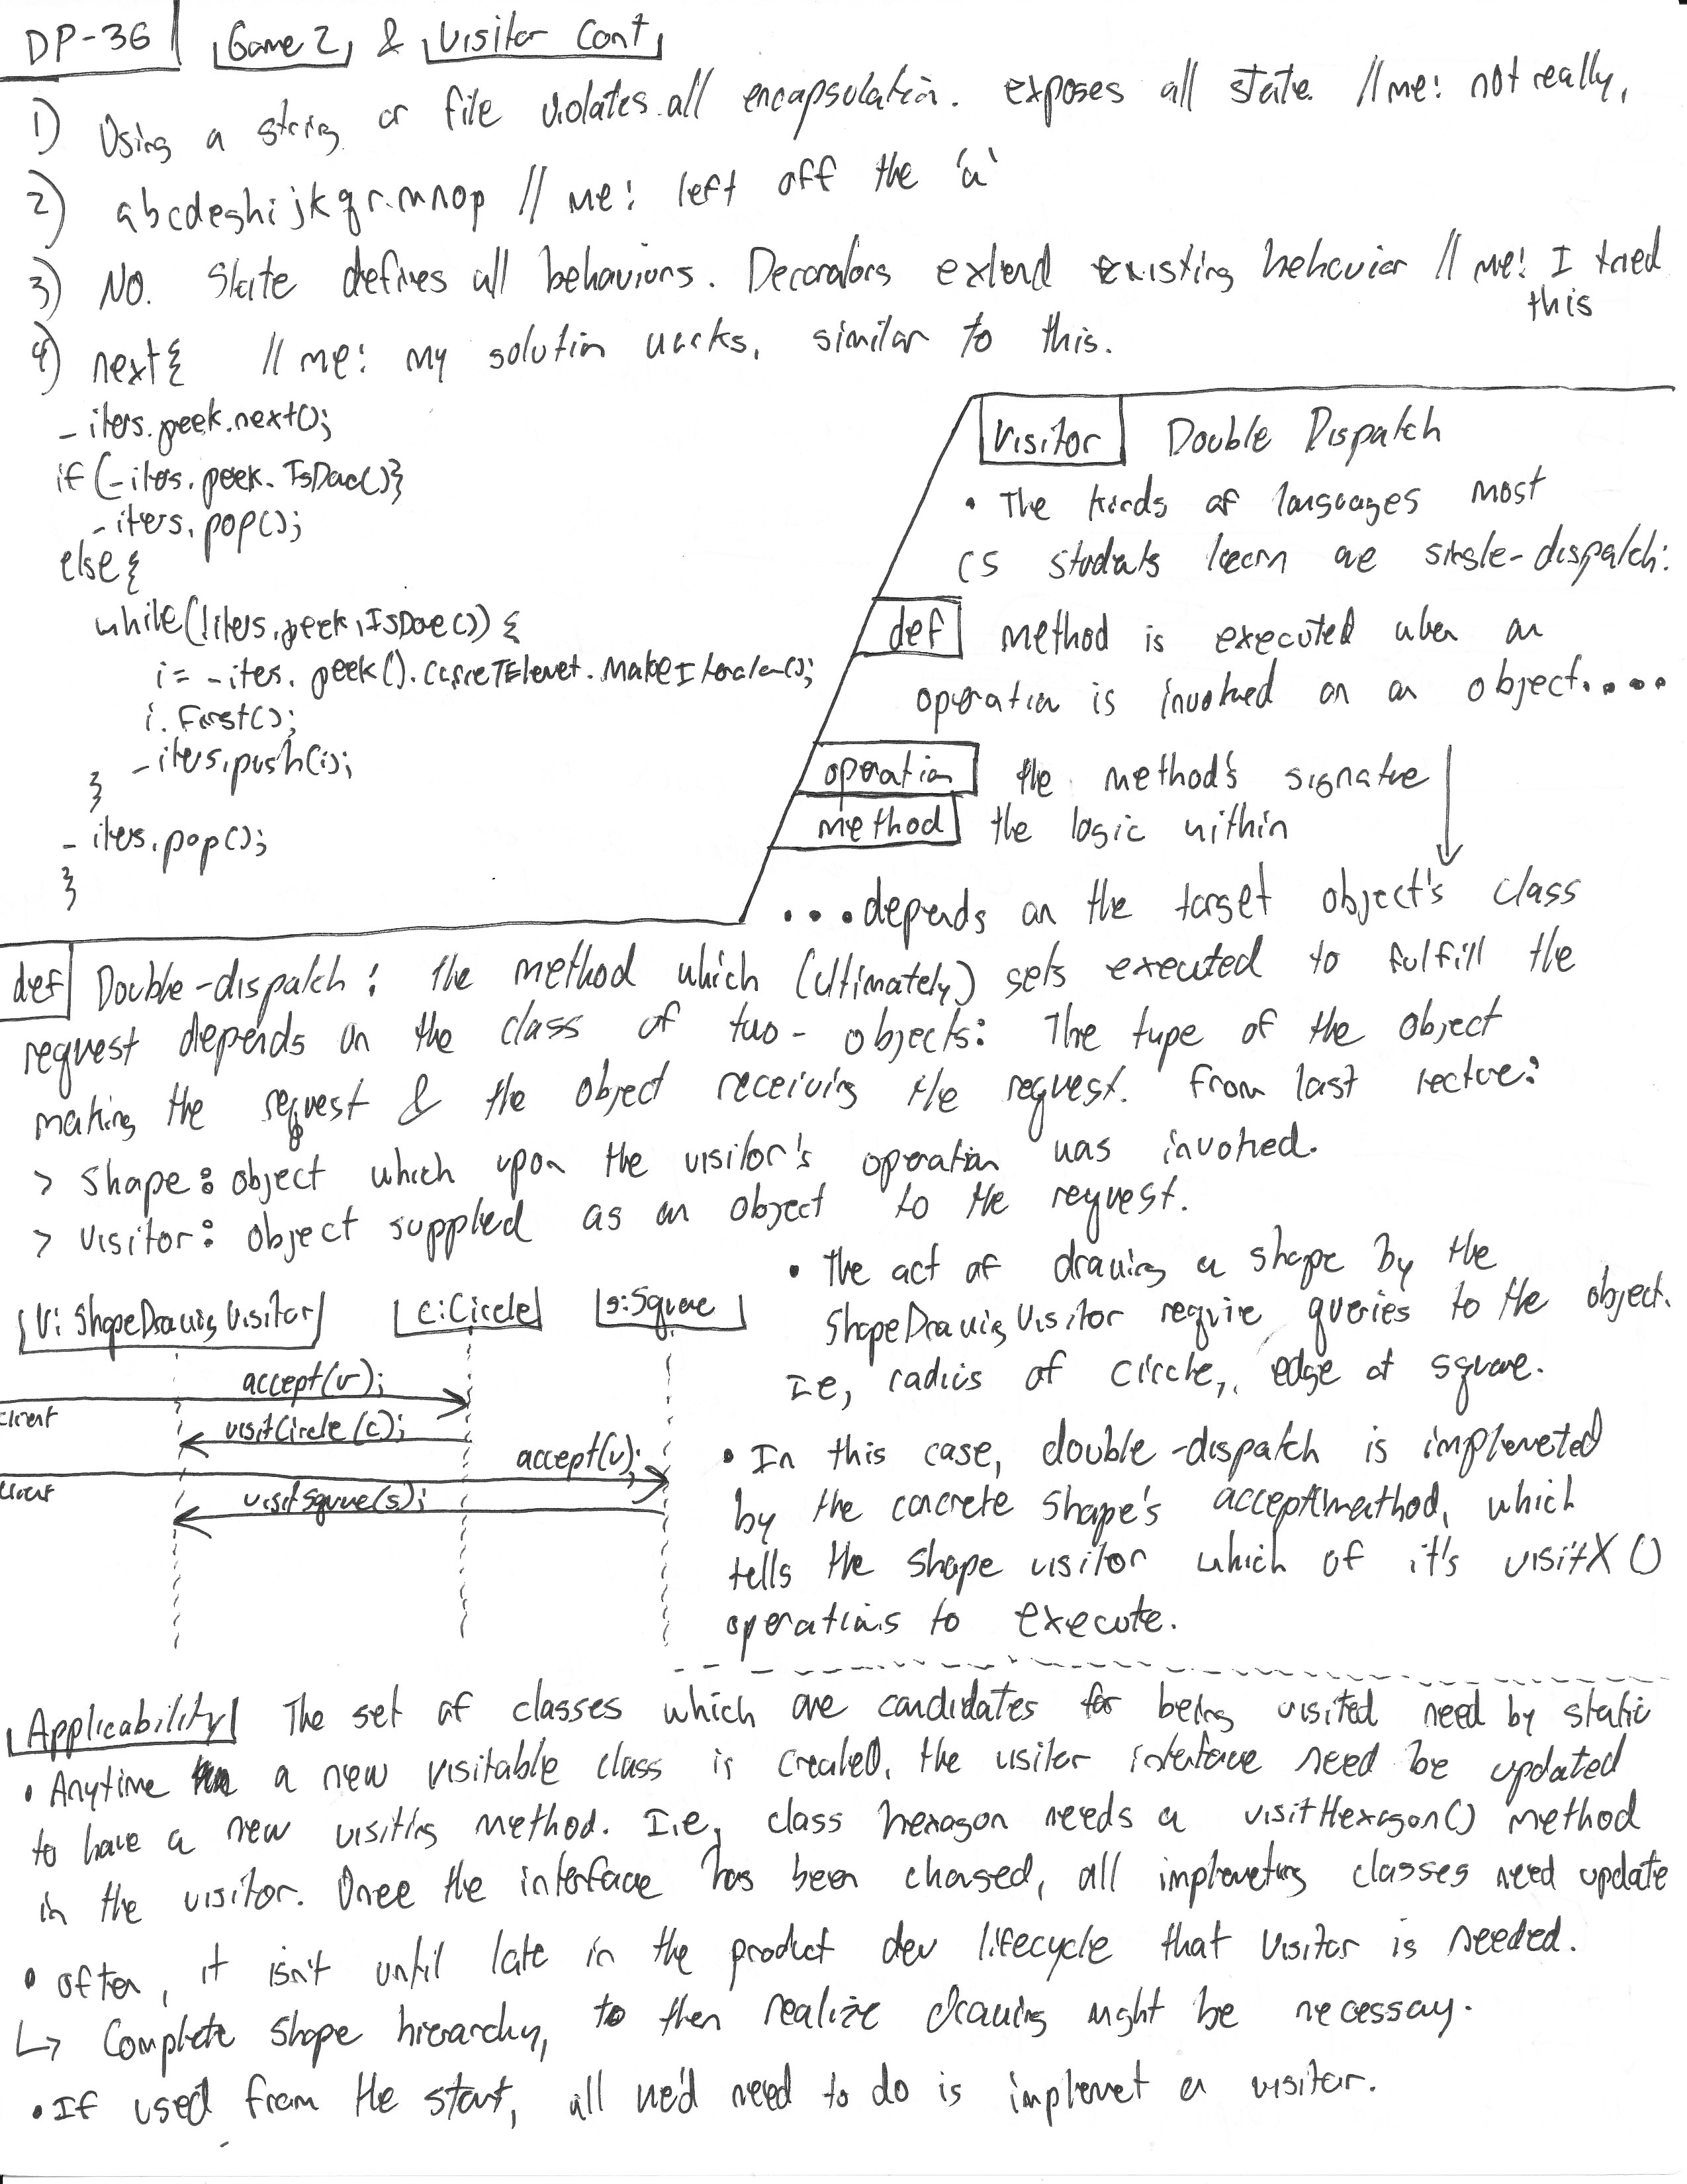 DP-36 Game 2 & Visitor Cont
1) Using a string or file violates all encapsulation. exposes all state. //me: not really,
2) abcdeghijkqr.mnop // me: left off the 'a'
3) NO. State defines all behaviors. Decorators extend existing behavior // me: I tried
this
4) next{ // me: my solution works, similar to this.
_iters.peek.next();
if (_iters.peek.IsDone()}
_iters.pop();
else{
while(!iters.peek.IsDone()) {
i = _iters.peek().                     .MakeIterator();
i.First();
_iters.push(i);
}
_iters.pop();
}
Visitor Double Dispatch
• The kinds of languages most
CS students learn are single-dispatch:
def method is executed when an
operation is invoked on an object.....
operation the method's signature
method the logic within
...depends on the target object's class
def Double-dispatch: the method which (ultimately) gets executed to fulfill the
request depends on the class of two- objects: The type of the object
making the request & the object receiving the request. From last lecture:
> Shape: object which upon the visitor's operation was invoked.
> Visitor: object supplied as an object to the request.
• The act of drawing a shape by the
ShapeDrawingVisitor require queries to the object.
I.e, radius of circle, edge of square.
V: ShapeDrawingVisitor c:Circle s:Square
accept(v);
client
visitCircle(c);
accept(v);
client
visitSquare(s);
• In this case, double-dispatch is implemented
by the concrete shape's accept() method, which
tells the shape visitor which of it's visitX()
operations to execute.
Applicability The set of classes which are candidates for being visited need by static
• Anytime a new visitable class is created, the visitor interface need be updated
to have a new visiting method. I.e, class hexagon needs a visitHexagon() method
in the visitor. Once the interface has been changed, all implementing classes need update
• Often, it isn't until late in the product dev lifecycle that Visitor is needed.
↳ Complete shape hierarchy, to then realize drawing might be necessary.
• If used from the start, all we'd need to do is implement a visitor.